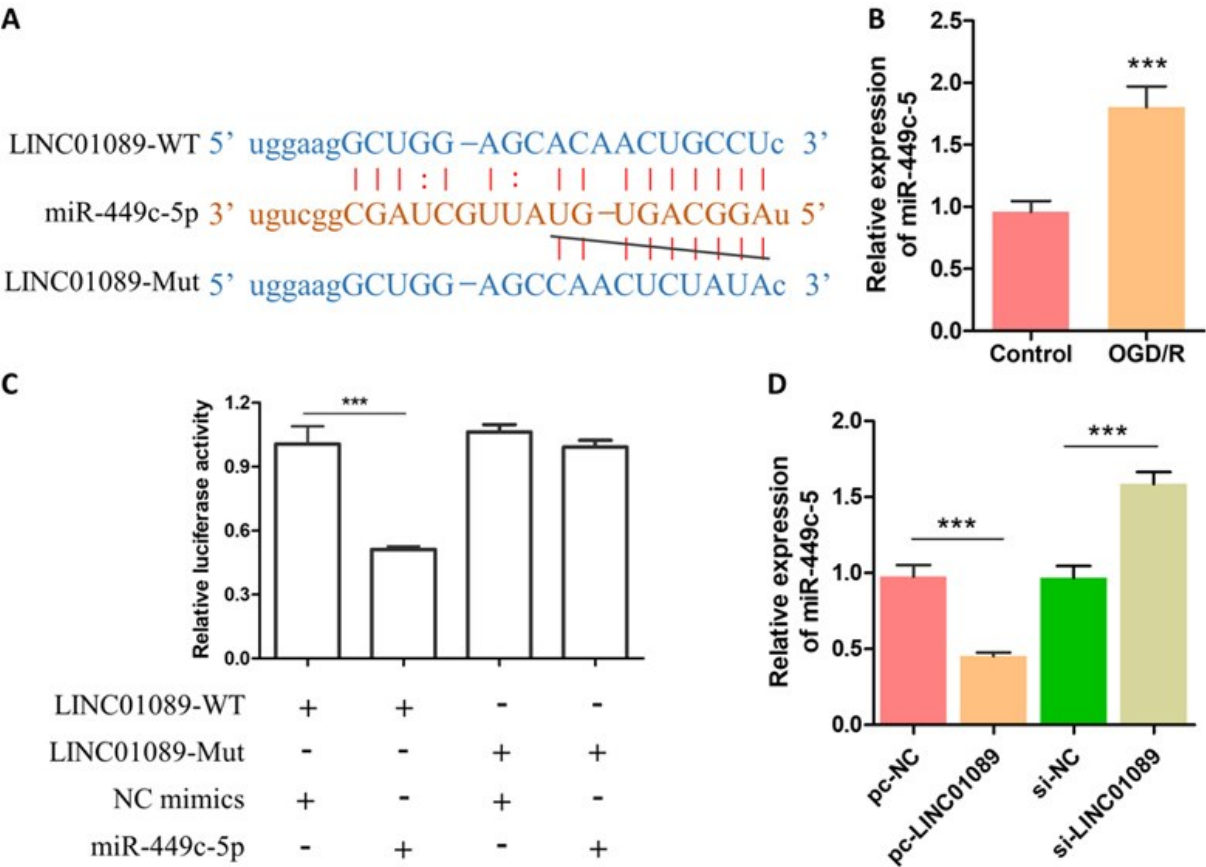 A
LINC01089-WT 5’ uggaagGCUGG–AGCACAACUGCCUc 3’
miR-449c-5p 3’ ugucggCGAUCGUUAUG–UGACGGAu 5’
LINC01089-Mut 5’ uggaagGCUGG–AGCCAACUCUAUAc 3’
B
Relative expression
of miR-449c-5
2.5
2.0
1.5
1.0
0.5
0.0
***
Control OGD/R
C
Relative luciferase activity
1.2
0.9
0.6
0.3
0.0
***
LINC01089-WT + + - -
LINC01089-Mut - - + +
NC mimics + - + -
miR-449c-5p - + - +
D
Relative expression
of miR-449c-5
2.0
1.5
1.0
0.5
0.0
***
***
pc-NC
pc-LINC01089
si-NC
si-LINC01089